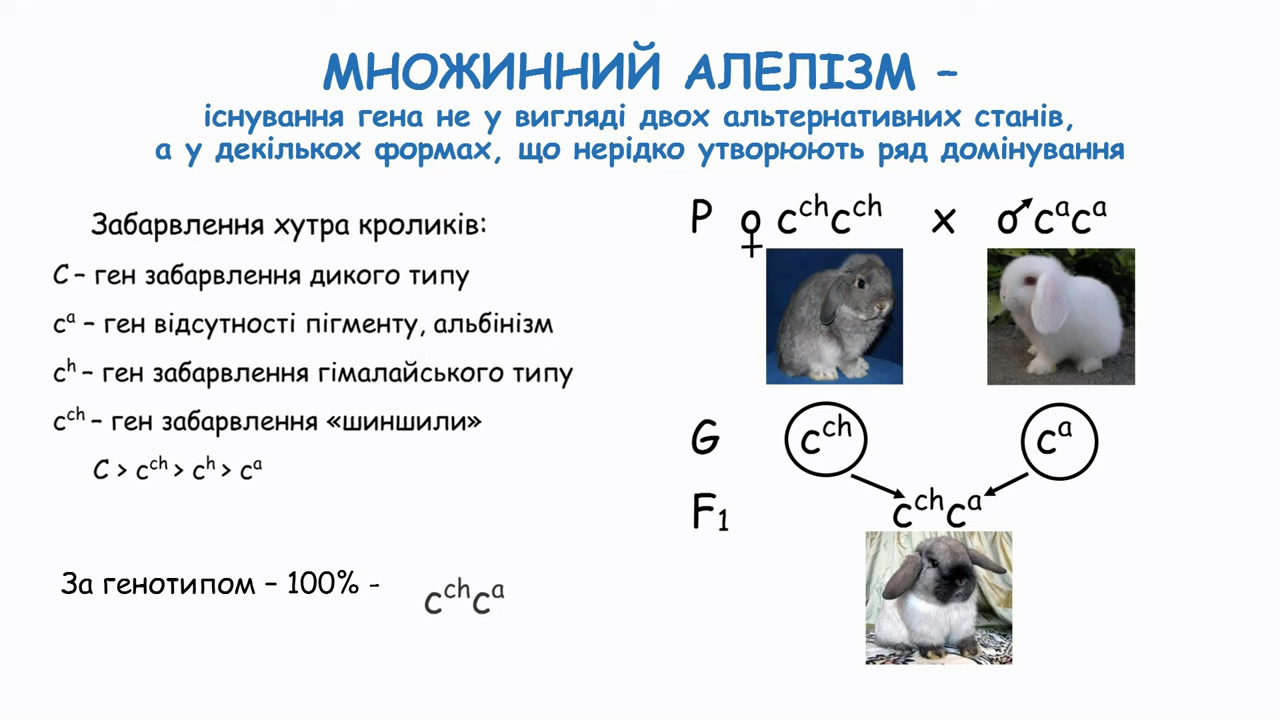 МНОЖИННИЙ АЛЕЛІЗМ –
існування гена не у вигляді двох альтернативних станів,
а у декількох формах, що нерідко утворюють ряд домінування
Забарвлення хутра кроликів:
C – ген забарвлення дикого типу
cᵃ – ген відсутності пігменту, альбінізм
cʰ – ген забарвлення гімалайського типу
cᶜʰ – ген забарвлення «шиншили»
C > cᶜʰ > cʰ > cᵃ
За генотипом – 100% - cᶜʰcᵃ
P ♀ cᶜʰcᶜʰ x ♂ cᵃcᵃ
G cᶜʰ cᵃ
F₁ cᶜʰcᵃ